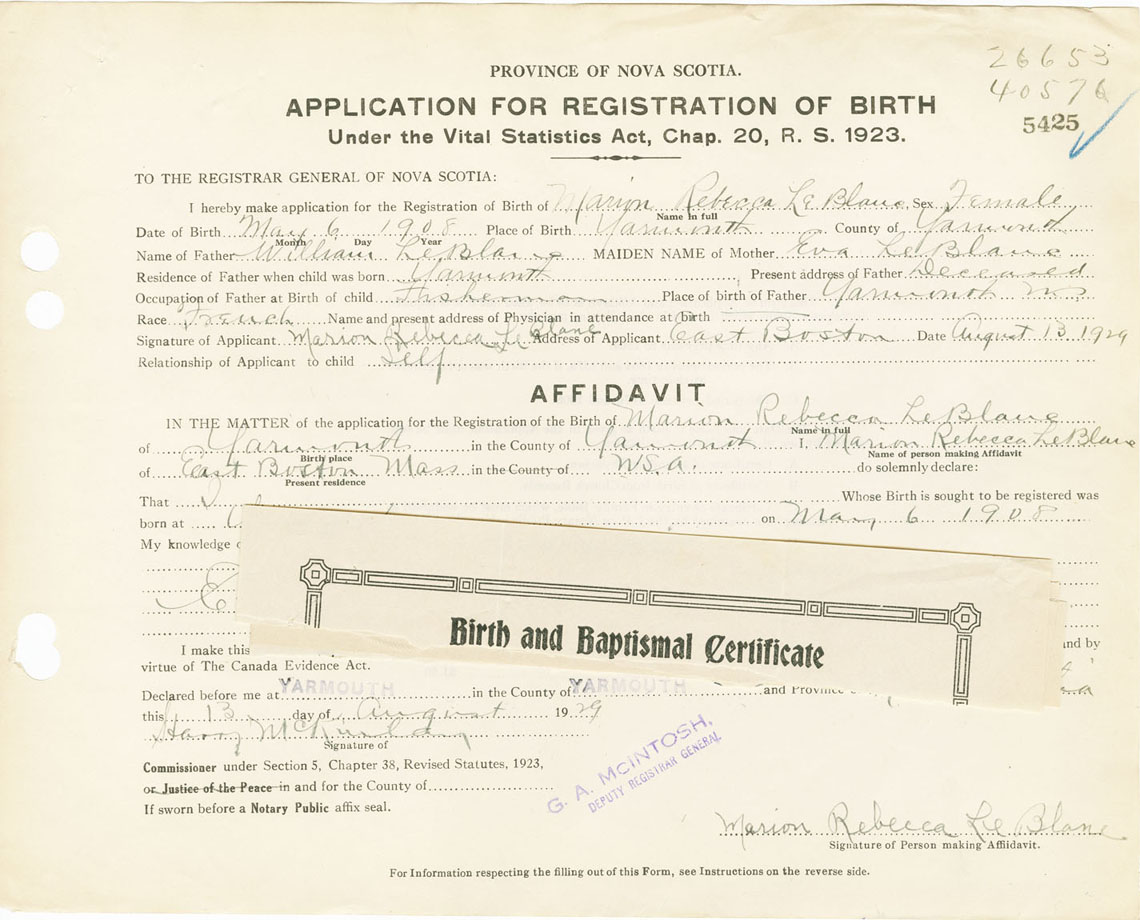 26653
40576
5425
PROVINCE OF NOVA SCOTIA.
APPLICATION FOR REGISTRATION OF BIRTH
Under the Vital Statistics Act, Chap. 20, R. S. 1923.
TO THE REGISTRAR GENERAL OF NOVA SCOTIA:
I hereby make application for the Registration of Birth of Marion Rebecca Le Blanc Sex Female
Name in full
Date of Birth May 6 1908 Place of Birth Yarmouth County of Yarmouth
Month Day Year
Name of Father William LeBlanc MAIDEN NAME of Mother Eva LeBlanc
Residence of Father when child was born Yarmouth Present address of Father Deceased
Occupation of Father at Birth of child Fisherman Place of birth of Father Yarmouth NS
Race French Name and present address of Physician in attendance at birth
Signature of Applicant Marion Rebecca Le Blanc Address of Applicant East Boston Date August 13 1929
Relationship of Applicant to child Self
AFFIDAVIT
IN THE MATTER of the application for the Registration of the Birth of Marion Rebecca LeBlanc
Name in full
of Yarmouth in the County of Yarmouth I, Marion Rebecca LeBlanc
Birth place Name of person making Affidavit
of East Boston Mass in the County of USA. do solemnly declare:
Present residence
That I Whose Birth is sought to be registered was
born at on May 6 1908
My knowledge
I make this and by
virtue of The Canada Evidence Act.
Birth and Baptismal Certificate
Declared before me at YARMOUTH in the County of YARMOUTH and Province
this 13 day of August 1929
Harry
Signature of
Commissioner under Section 5, Chapter 38, Revised Statutes, 1923,
or Justice of the Peace in and for the County of
If sworn before a Notary Public affix seal.
G. A. McINTOSH,
DEPUTY REGISTRAR GENERAL
Marion Rebecca Le Blanc
Signature of Person making Affidavit.
For Information respecting the filling out of this Form, see Instructions on the reverse side.